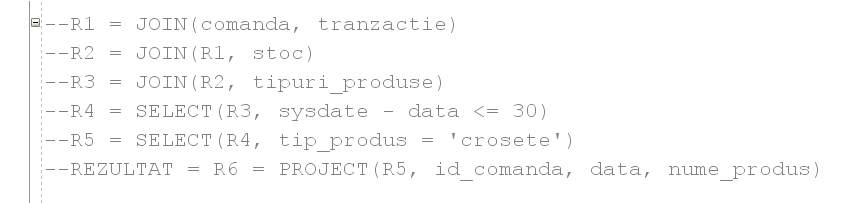 --R1 = JOIN(comanda, tranzactie)
--R2 = JOIN(R1, stoc)
--R3 = JOIN(R2, tipuri_produse)
--R4 = SELECT(R3, sysdate - data <= 30)
--R5 = SELECT(R4, tip_produs = 'crosete')
--REZULTAT = R6 = PROJECT(R5, id_comanda, data, nume_produs)